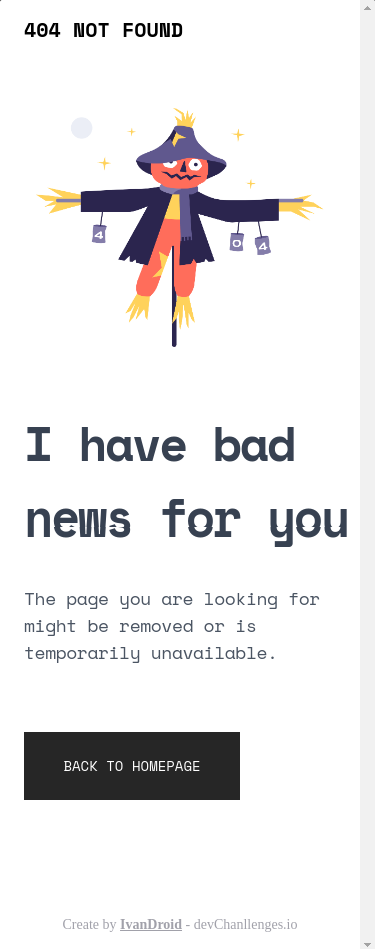 404 NOT FOUND
4
0 4
I have bad
news for you
The page you are looking for
might be removed or is
temporarily unavailable.
BACK TO HOMEPAGE
Create by IvanDroid - devChanllenges.io